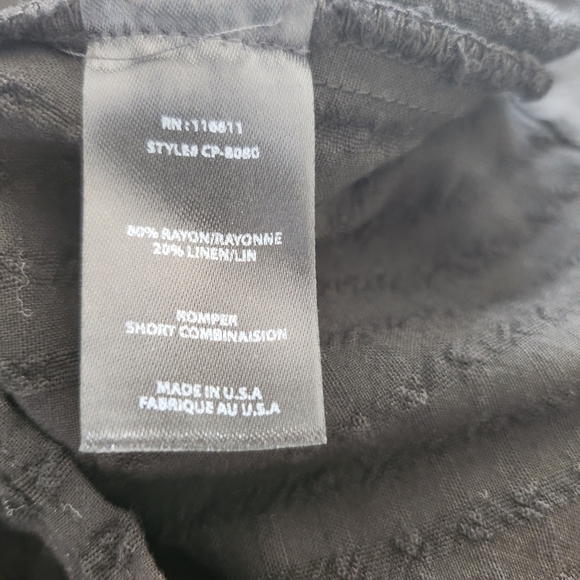 RN: 116611
STYLE# CP-8080
80% RAYON/RAYONNE
20% LINEN/LIN
ROMPER
SHORT COMBINAISION
MADE IN U.S.A
FABRIQUE AU U.S.A